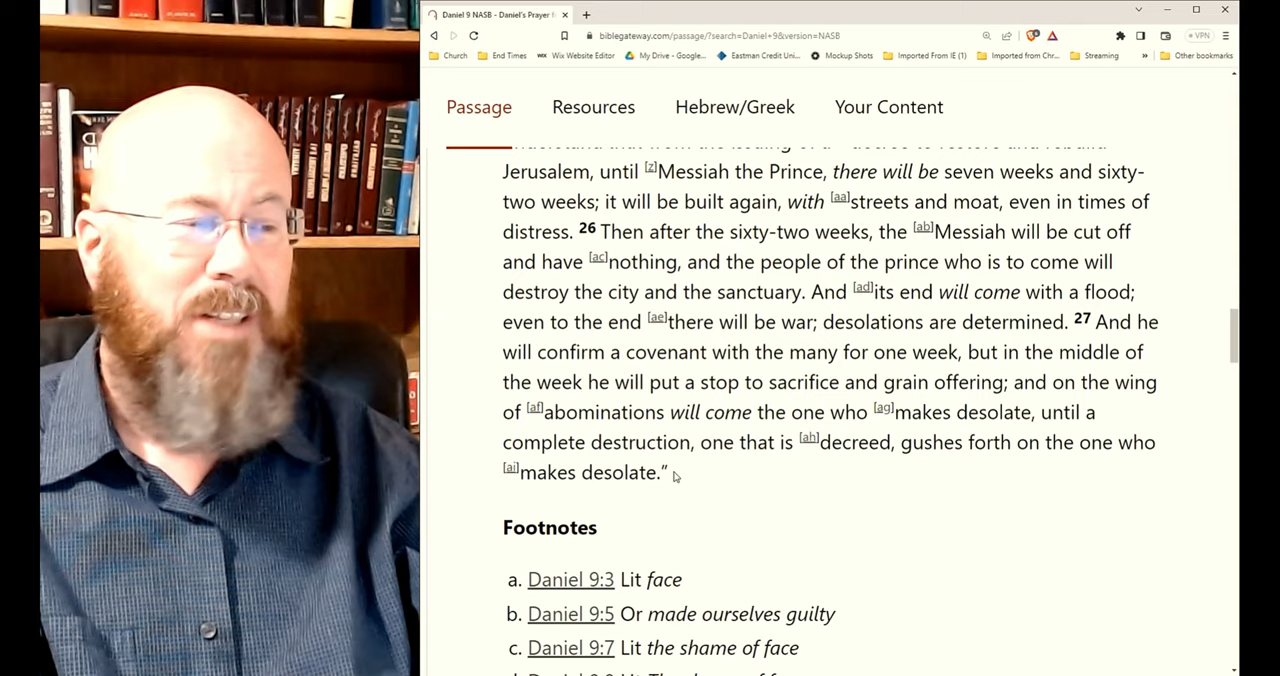 Daniel 9 NASB - Daniel's Prayer f
biblegateway.com/passage/?search=Daniel+9&version=NASB
VPN
Church
End Times
WIX Wix Website Editor
My Drive - Google...
Eastman Credit Uni...
Mockup Shots
Imported From IE (1)
Imported from Chr...
Streaming
»
Other bookmarks
Passage
Resources
Hebrew/Greek
Your Content
Jerusalem, until [z]Messiah the Prince, there will be seven weeks and sixty-
two weeks; it will be built again, with [aa]streets and moat, even in times of
distress. 26 Then after the sixty-two weeks, the [ab]Messiah will be cut off
and have [ac]nothing, and the people of the prince who is to come will
destroy the city and the sanctuary. And [ad]its end will come with a flood;
even to the end [ae]there will be war; desolations are determined. 27 And he
will confirm a covenant with the many for one week, but in the middle of
the week he will put a stop to sacrifice and grain offering; and on the wing
of [af]abominations will come the one who [ag]makes desolate, until a
complete destruction, one that is [ah]decreed, gushes forth on the one who
[ai]makes desolate.”
Footnotes
a. Daniel 9:3 Lit face
b. Daniel 9:5 Or made ourselves guilty
c. Daniel 9:7 Lit the shame of face